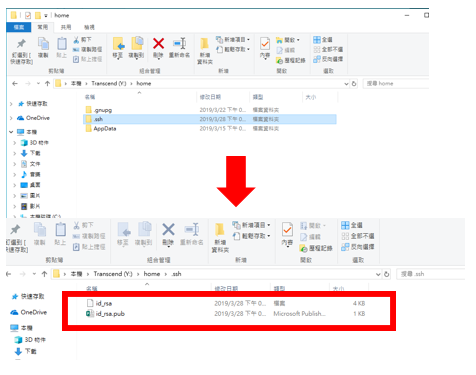 home
檔案 常用 共用 檢視
釘選到[快速存取] 複製 貼上 剪下 複製路徑 貼上捷徑 移至 複製到 刪除 重新命名 新增資料夾 新增項目 輕鬆存取 內容 開啟 編輯 歷程記錄 全選 全部不選 反向選擇
剪貼簿 組合管理 新增 開啟 選取
本機 › Transcend (Y:) › home 搜尋 home
名稱 修改日期 類型 大小
快速存取
OneDrive
本機
3D 物件
下載
文件
音樂
桌面
圖片
影片
.gnupg 2019/3/22 下午 0... 檔案資料夾
.ssh 2019/3/28 下午 0... 檔案資料夾
AppData 2019/3/15 下午 0... 檔案資料夾
剪下
複製 貼上 複製路徑 貼上捷徑 移至 複製到 刪除 重新命名 新增資料夾 新增項目 輕鬆存取 內容 開啟 編輯 歷程記錄 全選 全部不選 反向選擇
剪貼簿 組合管理 新增 開啟 選取
本機 › Transcend (Y:) › home › .ssh 搜尋 .ssh
名稱 修改日期 類型 大小
快速存取
OneDrive
本機
3D 物件
下載
id_rsa 2019/3/28 下午 0... 檔案 4 KB
id_rsa.pub 2019/3/28 下午 0... Microsoft Publish... 1 KB